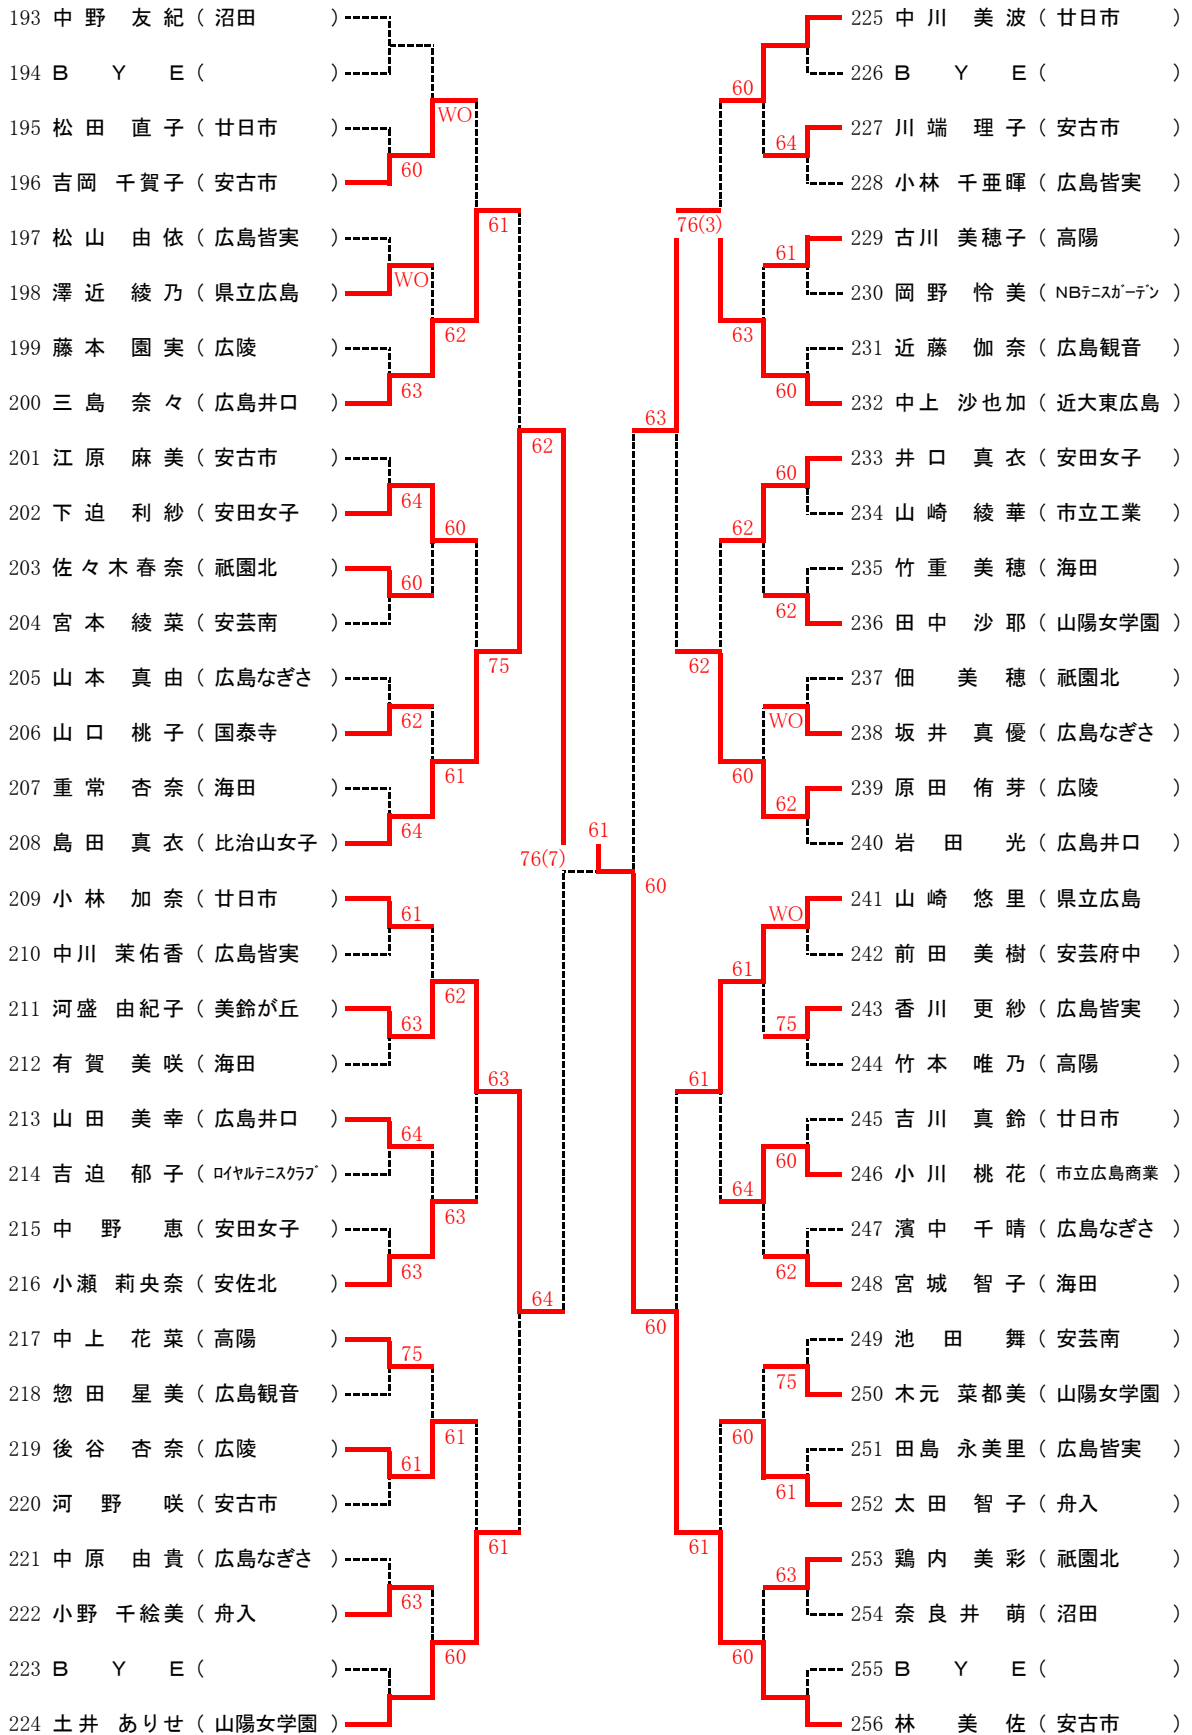 193 中野 友紀 ( 沼田 )
194 B Y E ( )
195 松田 直子 ( 廿日市 )
196 吉岡 千賀子 ( 安古市 )
197 松山 由依 ( 広島皆実 )
198 澤近 綾乃 ( 県立広島 )
199 藤本 園実 ( 広陵 )
200 三島 奈々 ( 広島井口 )
201 江原 麻美 ( 安古市 )
202 下迫 利紗 ( 安田女子 )
203 佐々木春奈 ( 祇園北 )
204 宮本 綾菜 ( 安芸南 )
205 山本 真由 ( 広島なぎさ )
206 山口 桃子 ( 国泰寺 )
207 重常 杏奈 ( 海田 )
208 島田 真衣 ( 比治山女子 )
209 小林 加奈 ( 廿日市 )
210 中川 茉佑香 ( 広島皆実 )
211 河盛 由紀子 ( 美鈴が丘 )
212 有賀 美咲 ( 海田 )
213 山田 美幸 ( 広島井口 )
214 吉迫 郁子 ( ロイヤルテニスクラブ )
215 中野 恵 ( 安田女子 )
216 小瀬 莉央奈 ( 安佐北 )
217 中上 花菜 ( 高陽 )
218 惣田 星美 ( 広島観音 )
219 後谷 杏奈 ( 広陵 )
220 河野 咲 ( 安古市 )
221 中原 由貴 ( 広島なぎさ )
222 小野 千絵美 ( 舟入 )
223 B Y E ( )
224 土井 ありせ ( 山陽女学園 )
60
WO
63
64
60
62
64
61
63
64
63
75
61
63
WO
62
60
61
62
63
61
60
61
75
63
61
62
64
76(7)
61
60
225 中川 美波 ( 廿日市 )
226 B Y E ( )
227 川端 理子 ( 安古市 )
228 小林 千亜暉 ( 広島皆実 )
229 古川 美穂子 ( 高陽 )
230 岡野 怜美 ( NBテニスガーデン )
231 近藤 伽奈 ( 広島観音 )
232 中上 沙也加 ( 近大東広島 )
233 井口 真衣 ( 安田女子 )
234 山崎 綾華 ( 市立工業 )
235 竹重 美穂 ( 海田 )
236 田中 沙耶 ( 山陽女学園 )
237 佃 美穂 ( 祇園北 )
238 坂井 真優 ( 広島なぎさ )
239 原田 侑芽 ( 広陵 )
240 岩田 光 ( 広島井口 )
241 山崎 悠里 ( 県立広島 )
242 前田 美樹 ( 安芸府中 )
243 香川 更紗 ( 広島皆実 )
244 竹本 唯乃 ( 高陽 )
245 吉川 真鈴 ( 廿日市 )
246 小川 桃花 ( 市立広島商業 )
247 濱中 千晴 ( 広島なぎさ )
248 宮城 智子 ( 海田 )
249 池田 舞 ( 安芸南 )
250 木元 菜都美 ( 山陽女学園 )
251 田島 永美里 ( 広島皆実 )
252 太田 智子 ( 舟入 )
253 鶏内 美彩 ( 祇園北 )
254 奈良井 萌 ( 沼田 )
255 B Y E ( )
256 林 美佐 ( 安古市 )
64
61
60
60
62
WO
62
WO
75
60
62
75
61
63
60
63
62
60
61
64
60
60
76(3)
62
61
61
63
60